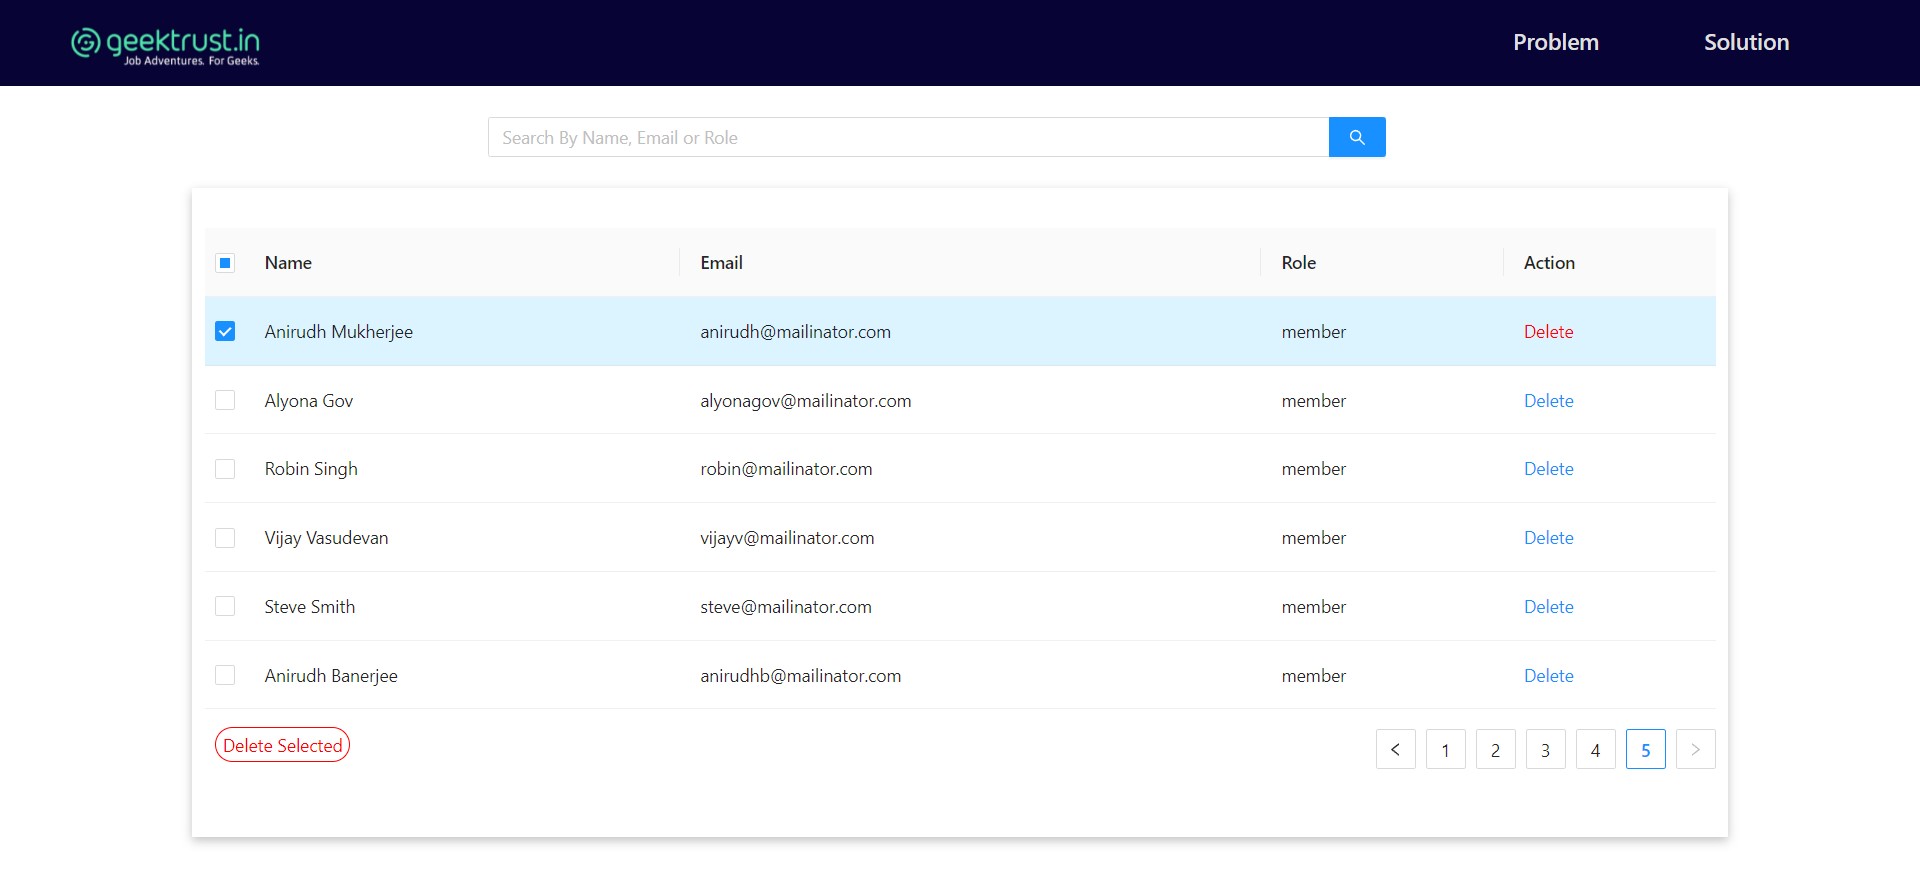 geektrust.in
Job Adventures. For Geeks.
Problem Solution
Search By Name, Email or Role
Name Email Role Action
Anirudh Mukherjee anirudh@mailinator.com member Delete
Alyona Gov alyonagov@mailinator.com member Delete
Robin Singh robin@mailinator.com member Delete
Vijay Vasudevan vijayv@mailinator.com member Delete
Steve Smith steve@mailinator.com member Delete
Anirudh Banerjee anirudhb@mailinator.com member Delete
Delete Selected < 1 2 3 4 5 >